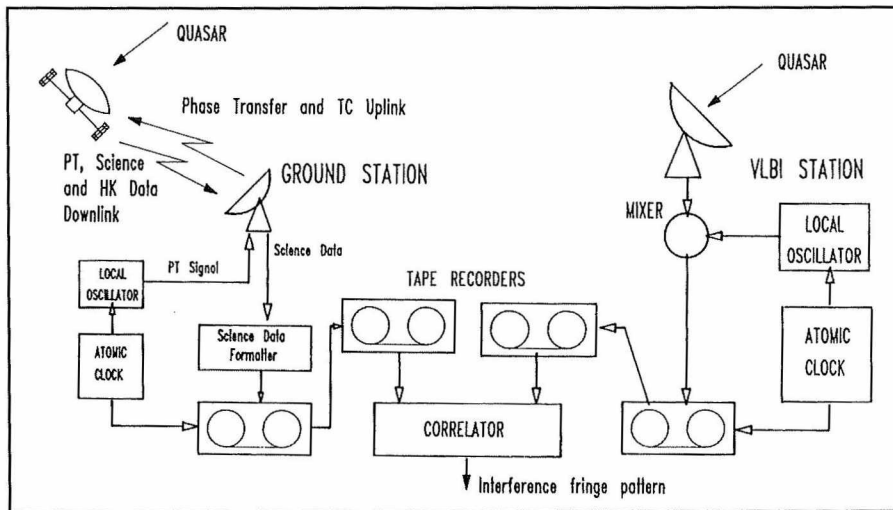 QUASAR
Phase Transfer and TC Uplink
PT, Science
and HK Data
Downlink
GROUND STATION
QUASAR
VLBI STATION
MIXER
LOCAL
OSCILLATOR
ATOMIC
CLOCK
LOCAL
OSCILLATOR
PT Signal
Science Data
ATOMIC
CLOCK
Science Data
Formatter
TAPE RECORDERS
CORRELATOR
Interference fringe pattern